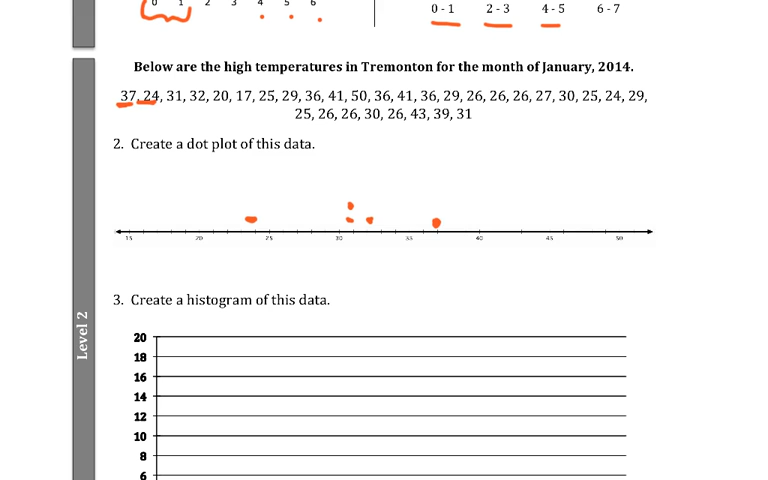 0 1 2 3 4 5 6
0 - 1 2 - 3 4 - 5 6 - 7
Below are the high temperatures in Tremonton for the month of January, 2014.
37, 24, 31, 32, 20, 17, 25, 29, 36, 41, 50, 36, 41, 36, 29, 26, 26, 26, 27, 30, 25, 24, 29,
25, 26, 26, 30, 26, 43, 39, 31
2. Create a dot plot of this data.
15 20 25 30 35 40 45 50
3. Create a histogram of this data.
20
18
16
14
12
10
8
6
Level 2